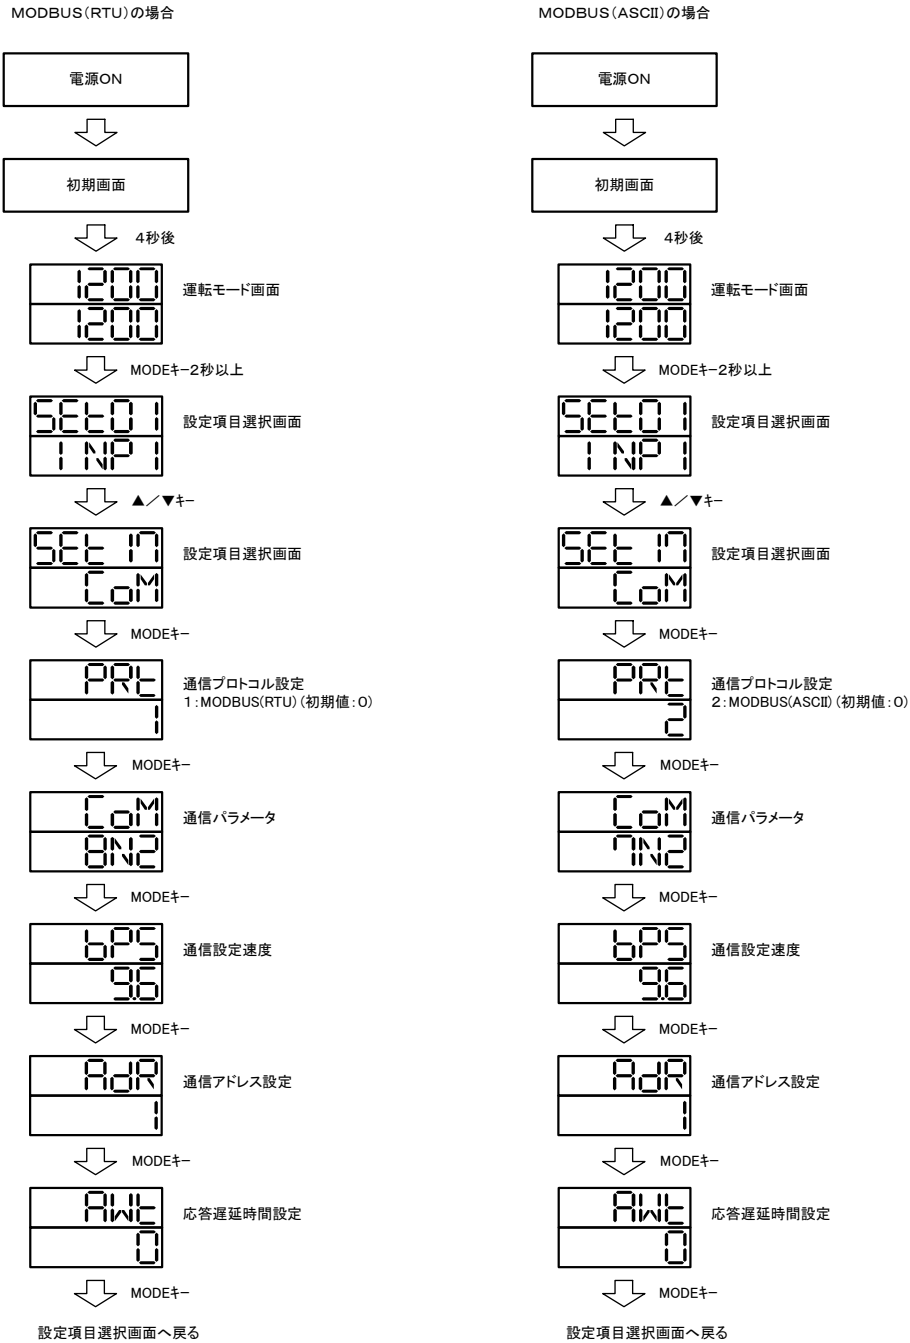 MODBUS(RTU)の場合
電源ON
初期画面
4秒後
1200
1200
運転モード画面
MODEキー2秒以上
SEt01
INP1
設定項目選択画面
▲/▼キー
SEt17
CoM
設定項目選択画面
MODEキー
PRt
1
通信プロトコル設定
1:MODBUS(RTU)(初期値:0)
MODEキー
CoM
8N2
通信パラメータ
MODEキー
bPS
9.6
通信設定速度
MODEキー
AdR
1
通信アドレス設定
MODEキー
AWt
0
応答遅延時間設定
MODEキー
設定項目選択画面へ戻る
MODBUS(ASCII)の場合
電源ON
初期画面
4秒後
1200
1200
運転モード画面
MODEキー2秒以上
SEt01
INP1
設定項目選択画面
▲/▼キー
SEt17
CoM
設定項目選択画面
MODEキー
PRt
2
通信プロトコル設定
2:MODBUS(ASCII)(初期値:0)
MODEキー
CoM
7N2
通信パラメータ
MODEキー
bPS
9.6
通信設定速度
MODEキー
AdR
1
通信アドレス設定
MODEキー
AWt
0
応答遅延時間設定
MODEキー
設定項目選択画面へ戻る